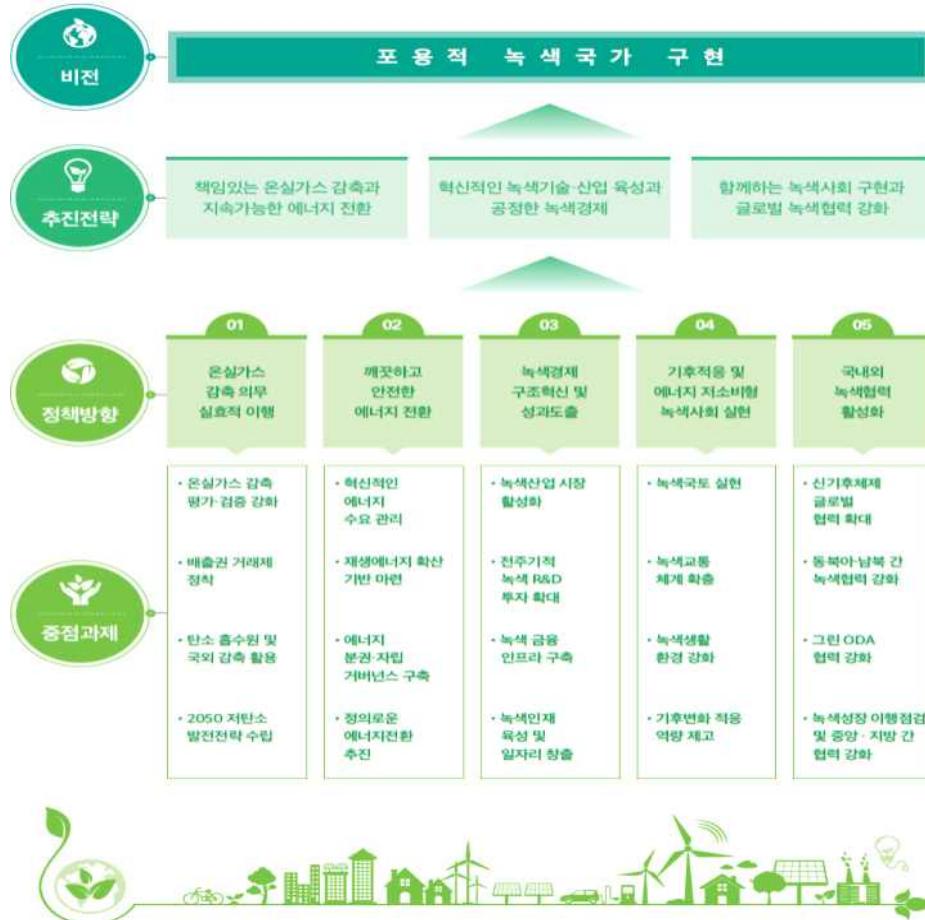 비전
포용적 녹색국가 구현
추진전략
책임있는 온실가스 감축과
지속가능한 에너지 전환
혁신적인 녹색기술·산업 육성과
공정한 녹색경제
함께하는 녹색사회 구현과
글로벌 녹색협력 강화
정책방향
01
온실가스
감축 의무
실효적 이행
02
깨끗하고
안전한
에너지 전환
03
녹색경제
구조혁신 및
성과도출
04
기후적응 및
에너지 저소비형
녹색사회 실현
05
국내외
녹색협력
활성화
중점과제
• 온실가스 감축
평가·검증 강화
• 배출권 거래제
정착
• 탄소 흡수원 및
국외 감축 활용
• 2050 저탄소
발전전략 수립
• 혁신적인
에너지
수요 관리
• 재생에너지 확산
기반 마련
• 에너지
분권·자립
거버넌스 구축
• 정의로운
에너지전환
추진
• 녹색산업 시장
활성화
• 전주기적
녹색 R&D
투자 확대
• 녹색 금융
인프라 구축
• 녹색인재
육성 및
일자리 창출
• 녹색국토 실현
• 녹색교통
체계 확충
• 녹색생활
환경 강화
• 기후변화 적응
역량 제고
• 신기후체제
글로벌
협력 확대
• 동북아·남북 간
녹색협력 강화
• 그린 ODA
협력 강화
• 녹색성장 이행점검
및 중앙·지방 간
협력 강화